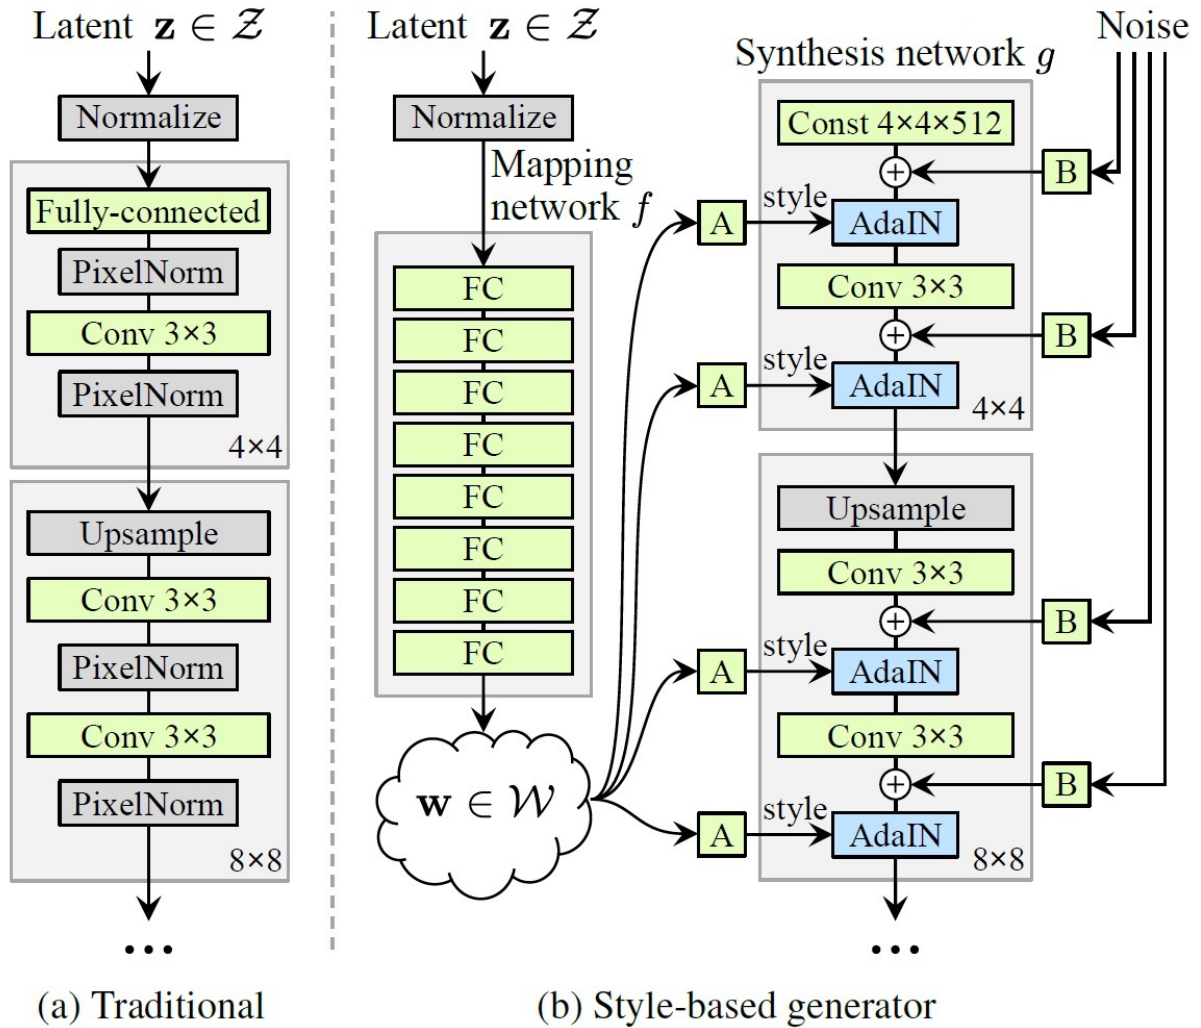 Latent z ∈ 𝒵
Normalize
Fully-connected
PixelNorm
Conv 3×3
PixelNorm
4×4
Upsample
Conv 3×3
PixelNorm
Conv 3×3
PixelNorm
8×8
...
(a) Traditional
Latent z ∈ 𝒵
Normalize
Mapping
network f
FC
FC
FC
FC
FC
FC
FC
FC
w ∈ 𝒲
A
style
A
style
A
style
A
style
Synthesis network g
Const 4×4×512
+
AdaIN
Conv 3×3
+
AdaIN
4×4
Upsample
Conv 3×3
+
AdaIN
Conv 3×3
+
AdaIN
8×8
...
Noise
B
B
B
B
(b) Style-based generator